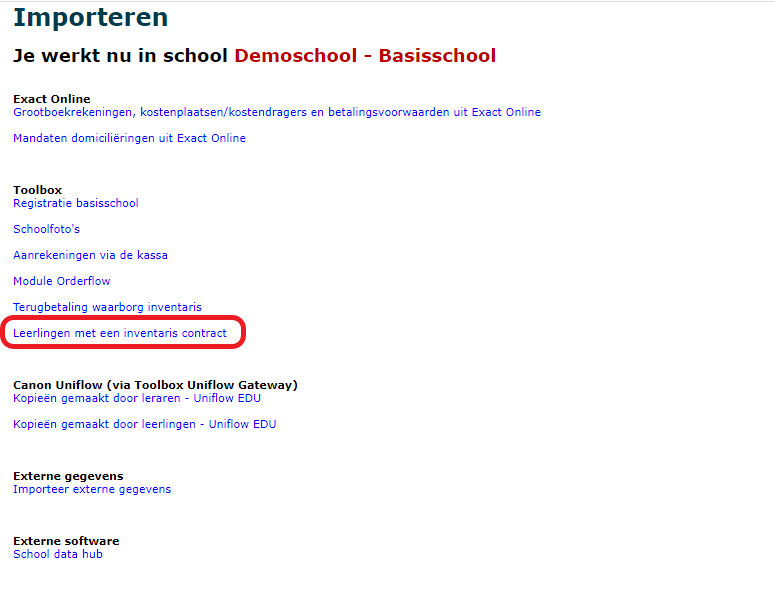 Importeren
Je werkt nu in school Demoschool - Basisschool
Exact Online
Grootboekrekeningen, kostenplaatsen/kostendragers en betalingsvoorwaarden uit Exact Online
Mandaten domiciliëringen uit Exact Online
Toolbox
Registratie basisschool
Schoolfoto's
Aanrekeningen via de kassa
Module Orderflow
Terugbetaling waarborg inventaris
Leerlingen met een inventaris contract
Canon Uniflow (via Toolbox Uniflow Gateway)
Kopieën gemaakt door leraren - Uniflow EDU
Kopieën gemaakt door leerlingen - Uniflow EDU
Externe gegevens
Importeer externe gegevens
Externe software
School data hub